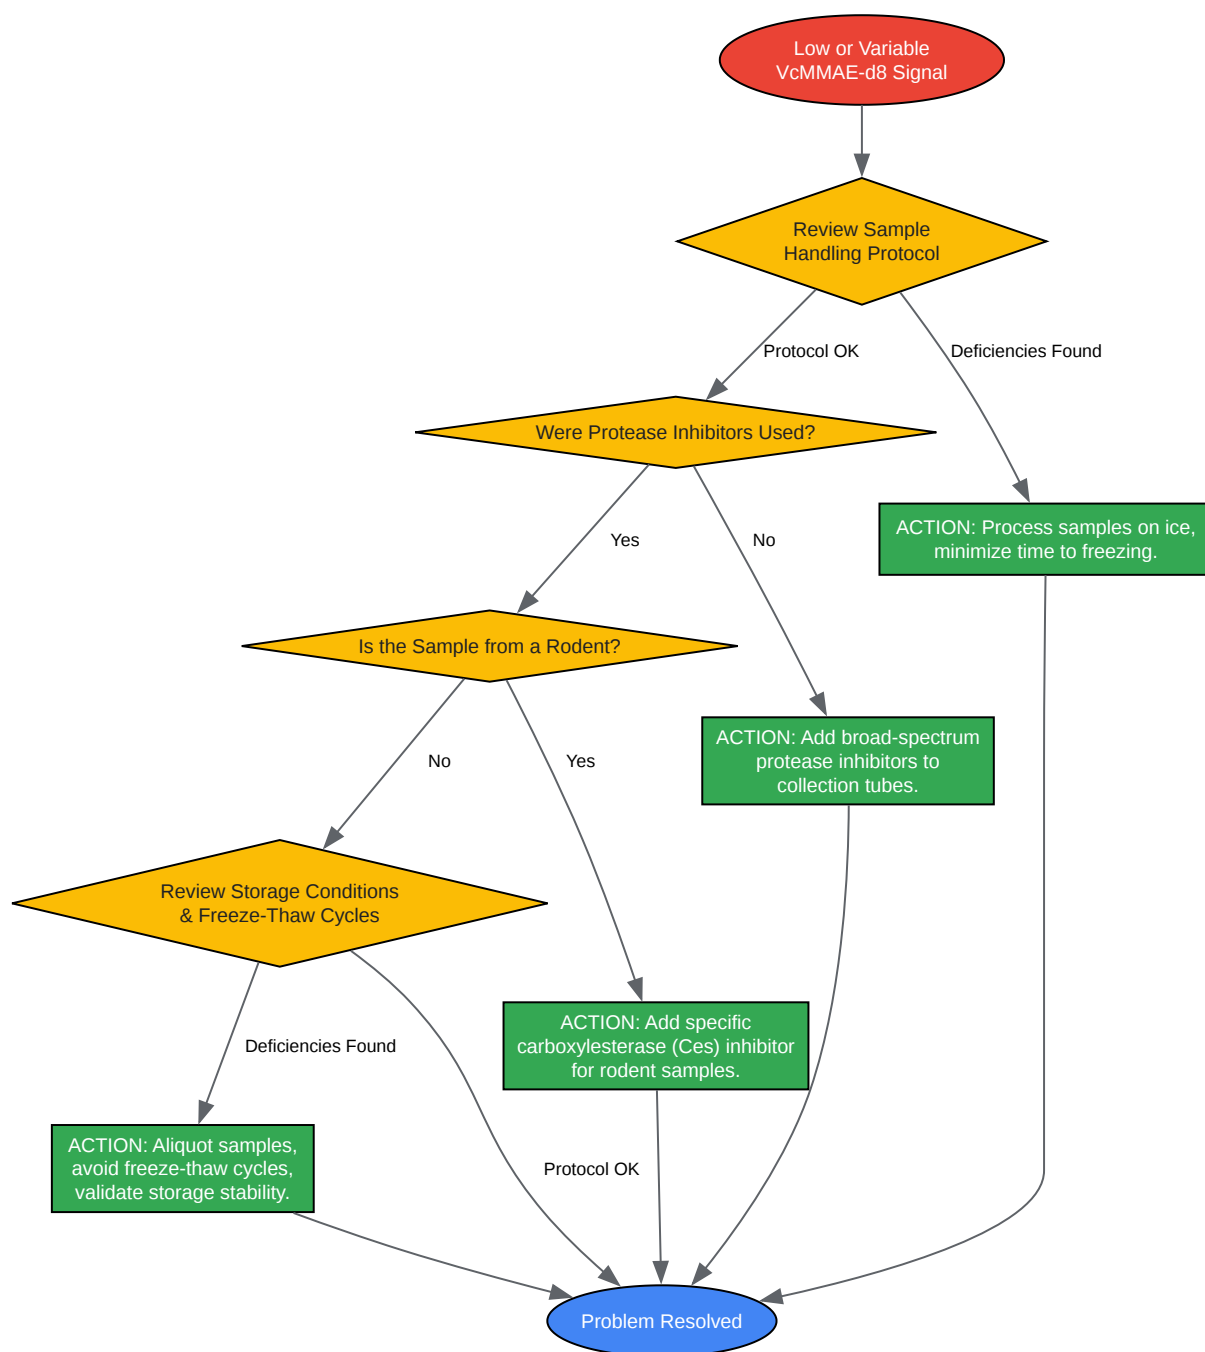 Low or Variable
VcMMAE-d8 Signal
Review Sample
Handling Protocol
Protocol OK
Deficiencies Found
Were Protease Inhibitors Used?
ACTION: Process samples on ice,
minimize time to freezing.
Yes
No
Is the Sample from a Rodent?
ACTION: Add broad-spectrum
protease inhibitors to
collection tubes.
No
Yes
Review Storage Conditions
& Freeze-Thaw Cycles
ACTION: Add specific
carboxylesterase (Ces) inhibitor
for rodent samples.
Deficiencies Found
ACTION: Aliquot samples,
avoid freeze-thaw cycles,
validate storage stability.
Protocol OK
Problem Resolved